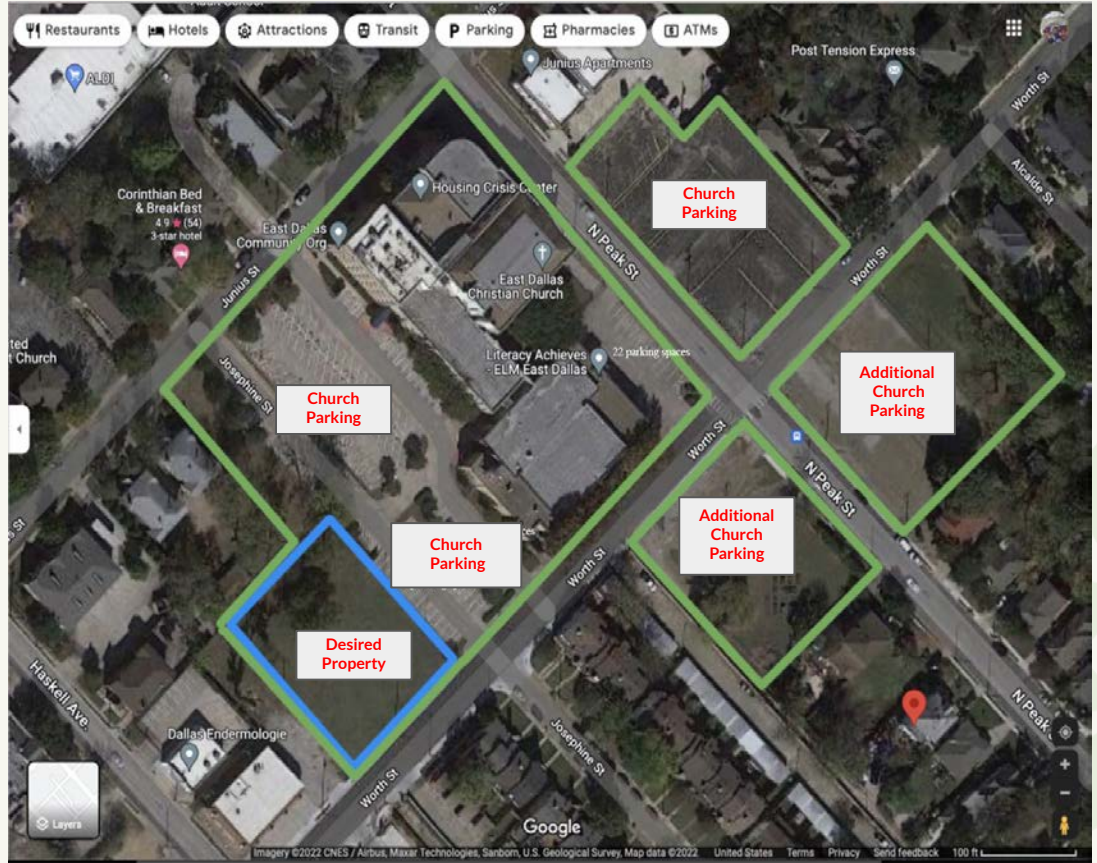 Restaurants
Hotels
Attractions
Transit
P Parking
Pharmacies
ATMs
ALDI
Junius Apartments
Post Tension Express
Worth St
Alcalde St
Housing Crisis Center
Church
Parking
Corinthian Bed
& Breakfast
4.9 ★ (54)
3-star hotel
East Dallas
Community Org
N Peak St
Worth St
East Dallas
Christian Church
Junius St
t Church
Literacy Achieves
- ELM East Dallas
22 parking spaces
Additional
Church
Parking
Josephine St
Church
Parking
Worth St
N Peak St
Additional
Church
Parking
Church
Parking
Worth St
Desired
Property
Haskell Ave.
N Peak
Dallas Endermologie
Josephine St
Worth St
Layers
Google
Imagery ©2022 CNES / Airbus, Maxar Technologies, Sanborn, U.S. Geological Survey, Map data ©2022 United States Terms Privacy Send feedback 100 ft